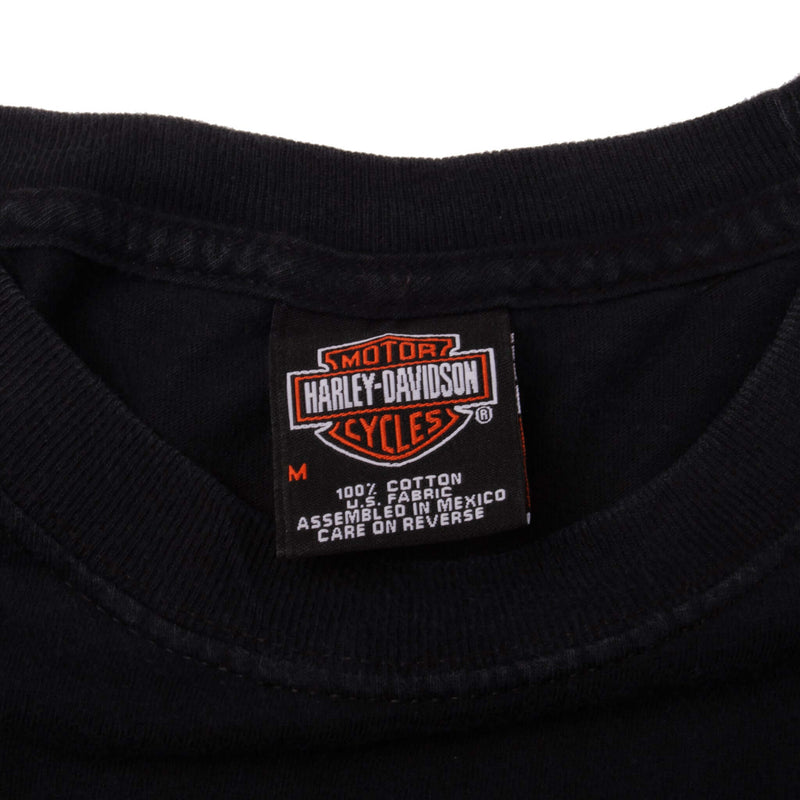 MOTOR
HARLEY-DAVIDSON
CYCLES ®
M
100% COTTON
U.S. FABRIC
ASSEMBLED IN MEXICO
CARE ON REVERSE